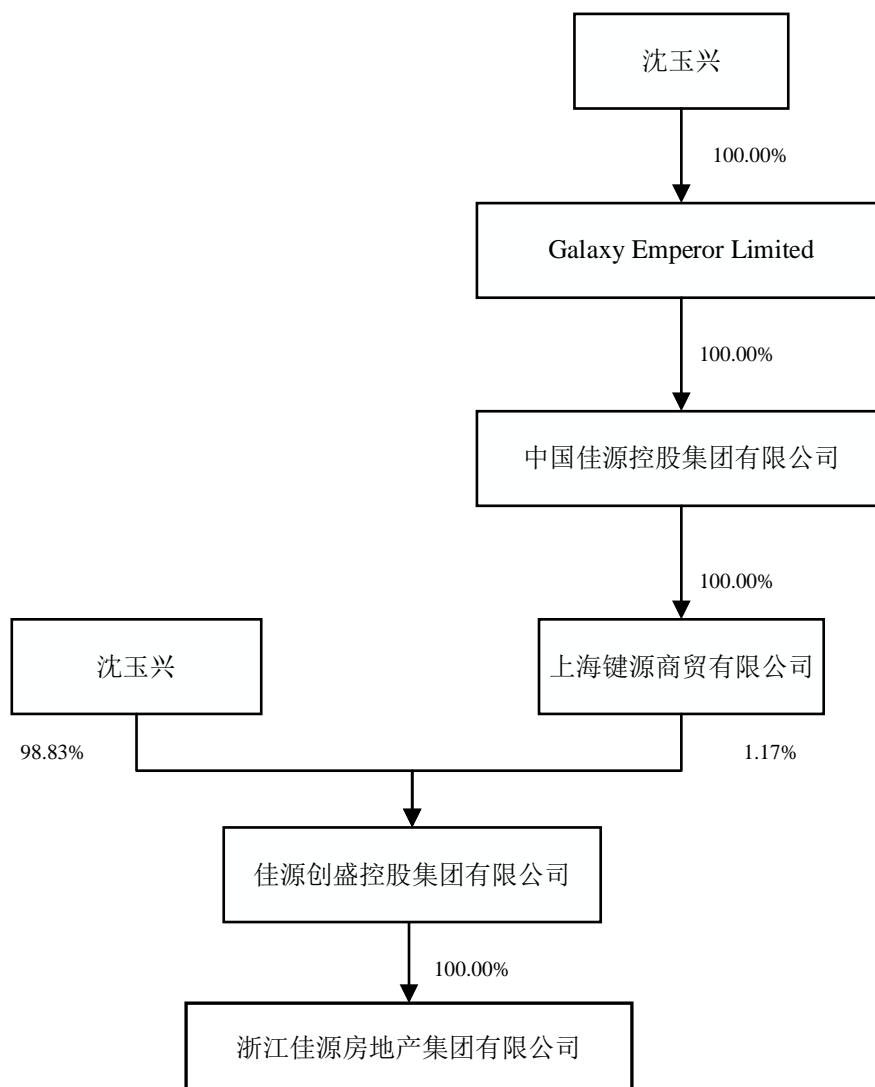 沈玉兴
100.00%
Galaxy Emperor Limited
100.00%
中国佳源控股集团有限公司
100.00%
沈玉兴
上海键源商贸有限公司
98.83%
1.17%
佳源创盛控股集团有限公司
100.00%
浙江佳源房地产集团有限公司